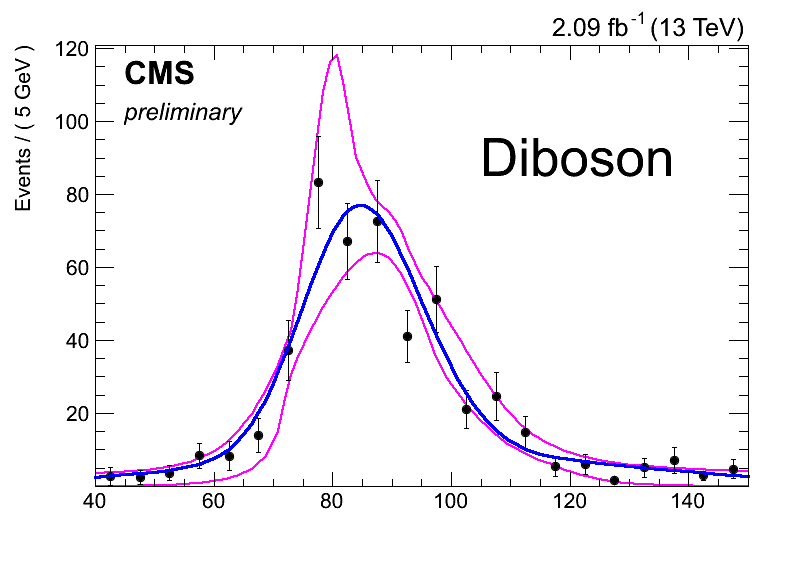 2.09 fb-1 (13 TeV)
Events / ( 5 GeV )
CMS
preliminary
Diboson
120
100
80
60
40
20
40 60 80 100 120 140